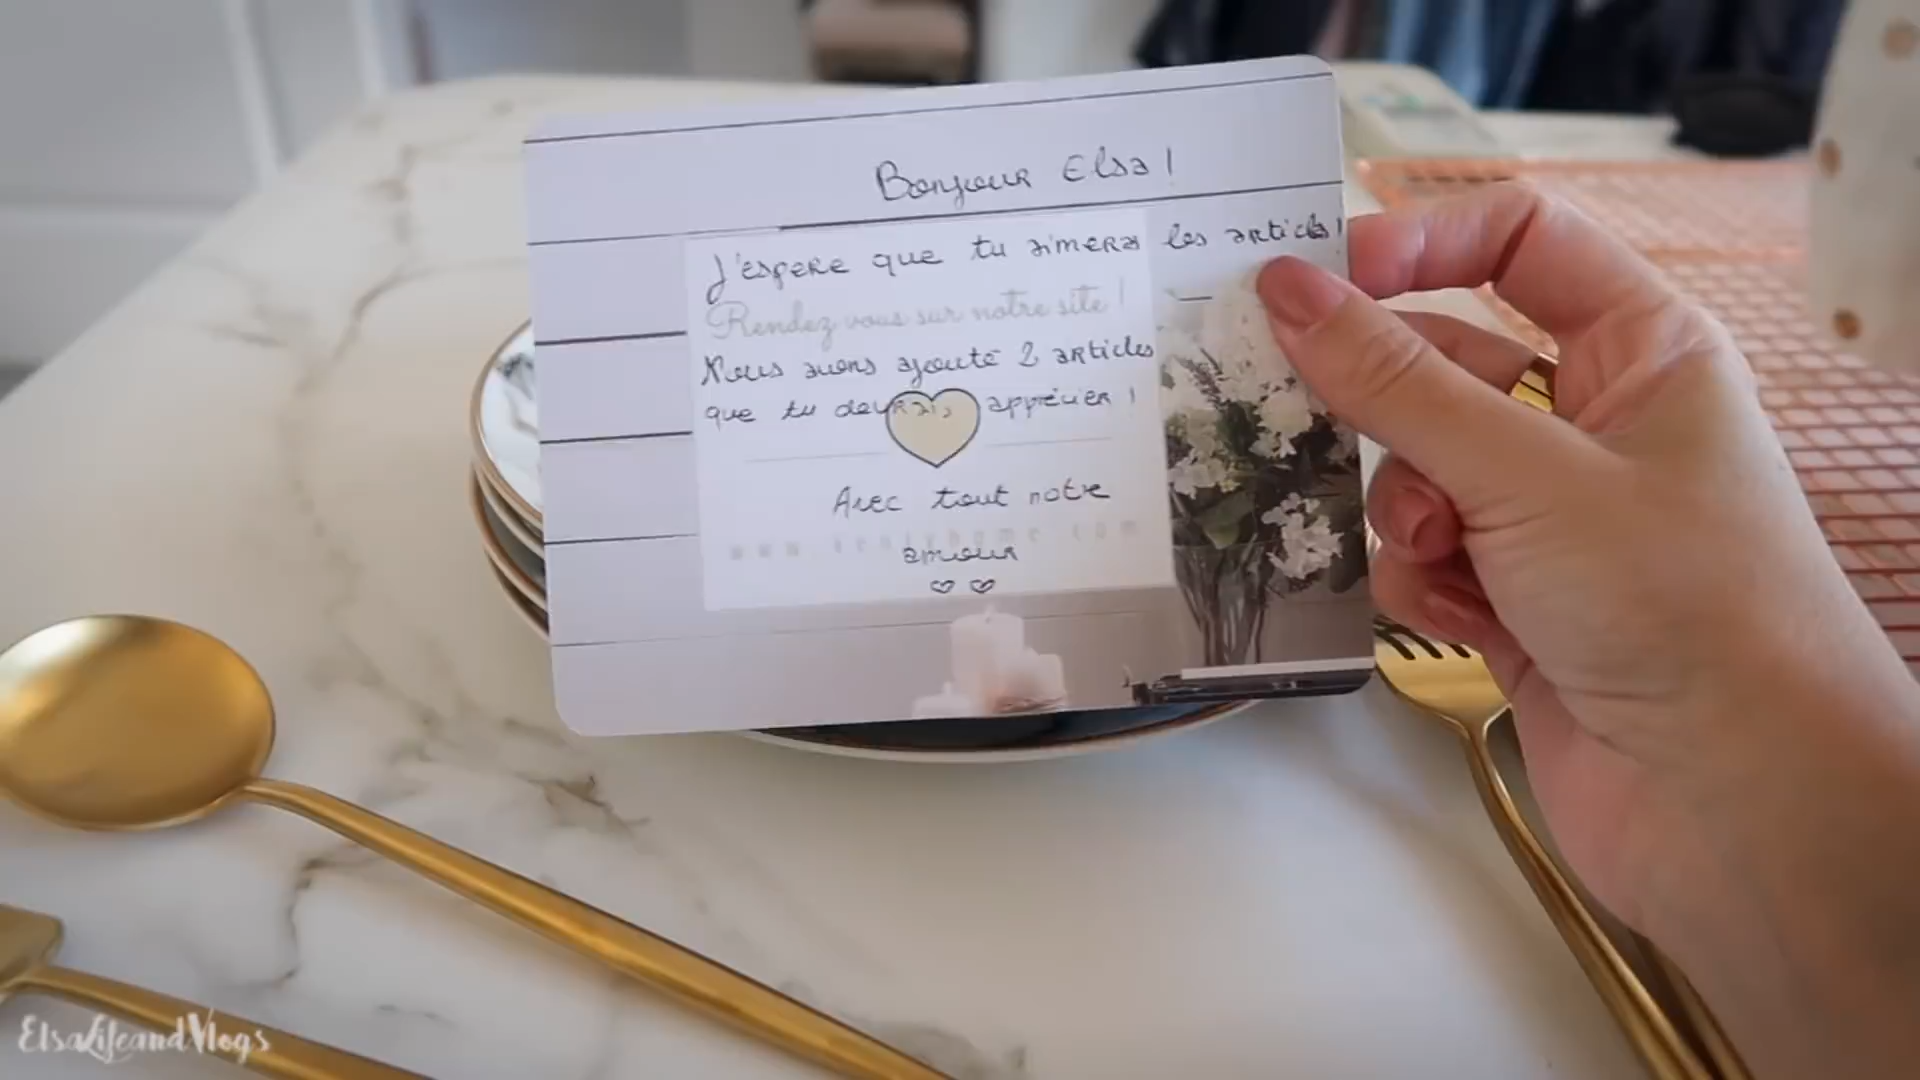 Bonjour Elsa !
J'espere que tu aimera les articles !
Rendez vous sur notre site !
Nous avons ajouté 2 articles
que tu devrais apprécier !
Avec tout notre
amour
ElsaLifeandVlogs